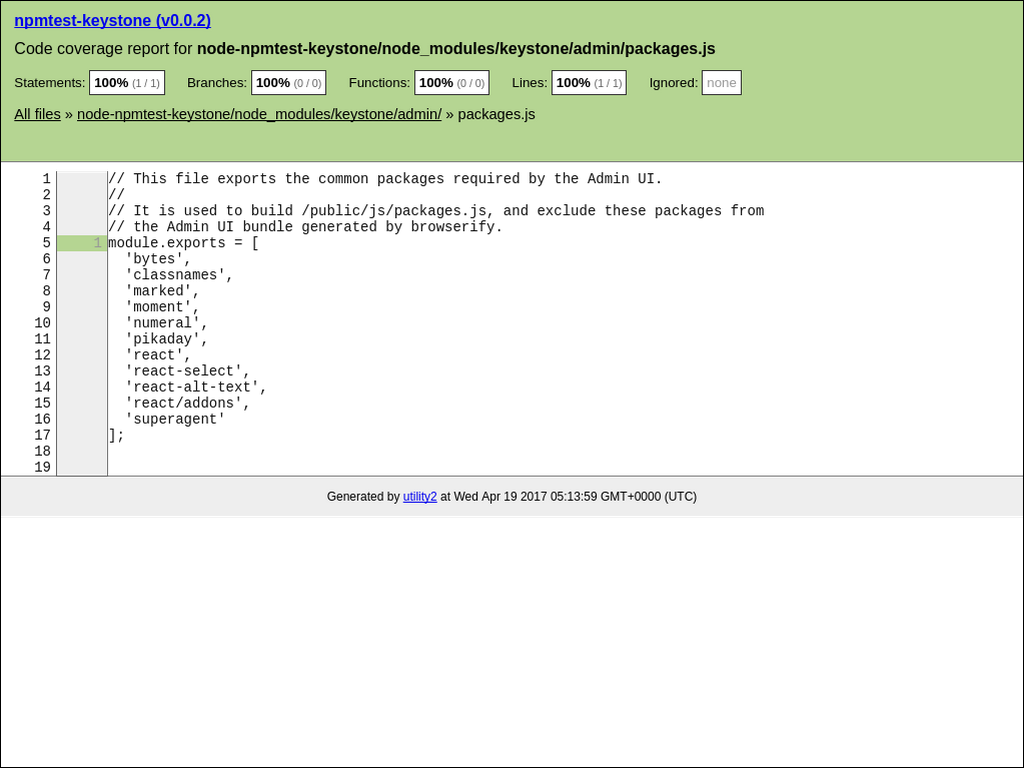 npmtest-keystone (v0.0.2)
Code coverage report for node-npmtest-keystone/node_modules/keystone/admin/packages.js
Statements: 100% (1 / 1) Branches: 100% (0 / 0) Functions: 100% (0 / 0) Lines: 100% (1 / 1) Ignored: none
All files » node-npmtest-keystone/node_modules/keystone/admin/ » packages.js
1 // This file exports the common packages required by the Admin UI.
2 //
3 // It is used to build /public/js/packages.js, and exclude these packages from
4 // the Admin UI bundle generated by browserify.
5 1 module.exports = [
6 'bytes',
7 'classnames',
8 'marked',
9 'moment',
10 'numeral',
11 'pikaday',
12 'react',
13 'react-select',
14 'react-alt-text',
15 'react/addons',
16 'superagent'
17 ];
18
19
Generated by utility2 at Wed Apr 19 2017 05:13:59 GMT+0000 (UTC)